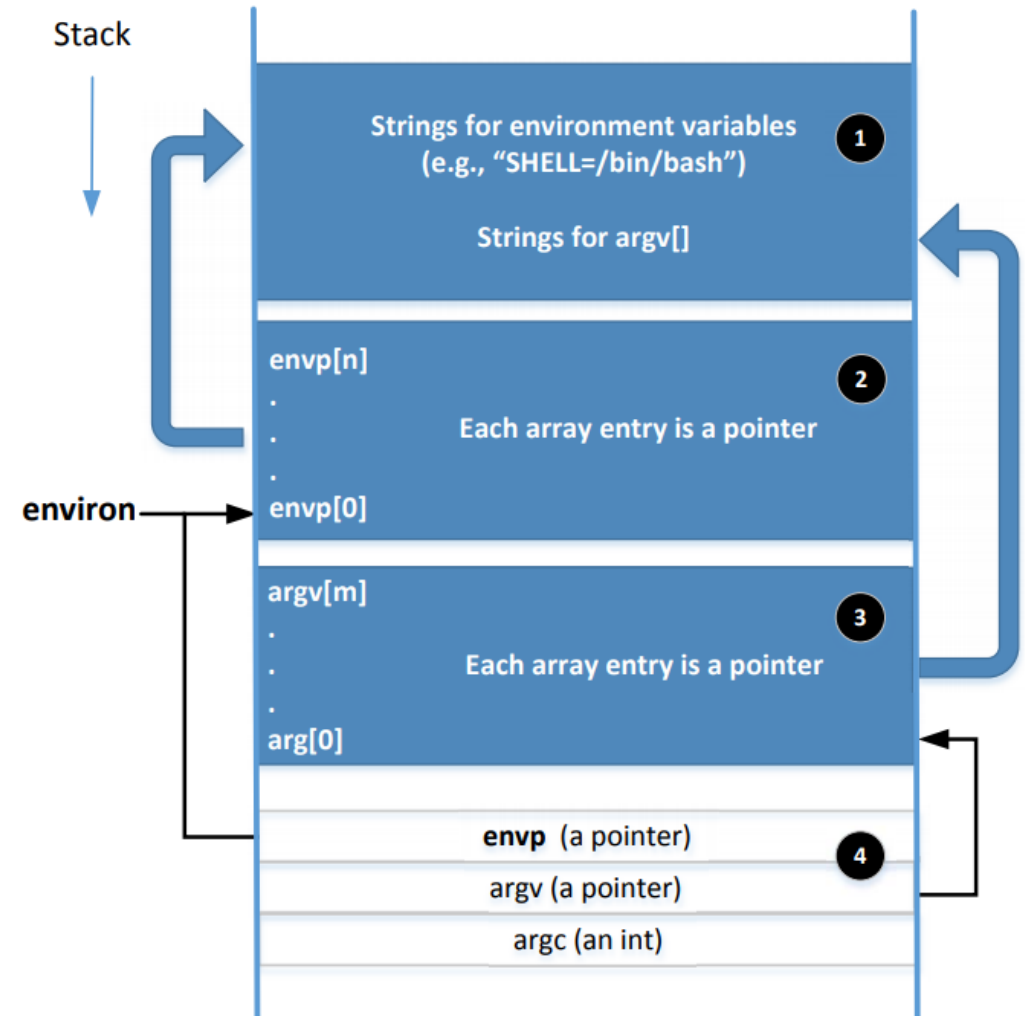 Stack
Strings for environment variables
(e.g., “SHELL=/bin/bash”)
1
Strings for argv[]
envp[n]
2
.
.
Each array entry is a pointer
.
envp[0]
environ
argv[m]
3
.
.
Each array entry is a pointer
.
arg[0]
envp (a pointer)
4
argv (a pointer)
argc (an int)